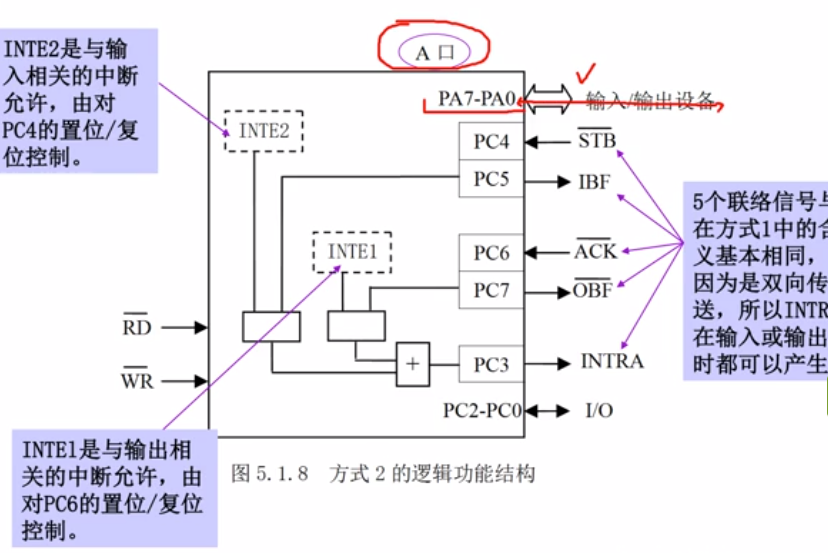 INTE2是与输
入相关的中断
允许，由对
PC4的置位/复
位控制。
A 口
PA7-PA0
输入/输出设备
INTE2
PC4
STB
PC5
IBF
INTE1
PC6
ACK
PC7
OBF
RD
WR
+
PC3
INTRA
PC2-PC0
I/O
5个联络信号与
在方式1中的含
义基本相同，
因为是双向传
送，所以INTR
在输入或输出
时都可以产生
INTE1是与输出相
关的中断允许，由
对PC6的置位/复位
控制。
图 5.1.8 方式 2 的逻辑功能结构